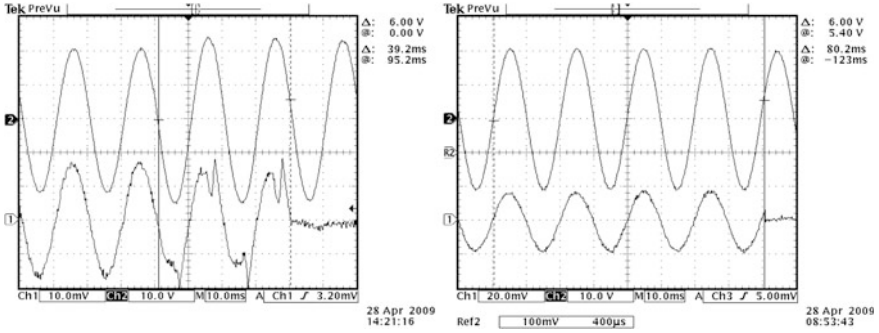 Tek PreVu
Δ: 6.00 V
@: 0.00 V
Δ: 39.2ms
@: 95.2ms
2
1
Ch1 10.0mV Ch2 10.0 V M 10.0ms A Ch1 ʃ 3.20mV
28 Apr 2009
14:21:16
Tek PreVu
Δ: 6.00 V
@: 5.40 V
Δ: 80.2ms
@: -123ms
2
R2
1
Ch1 20.0mV Ch2 10.0 V M 10.0ms A Ch3 ʃ 5.00mV
Ref2 100mV 400µs
28 Apr 2009
08:53:43